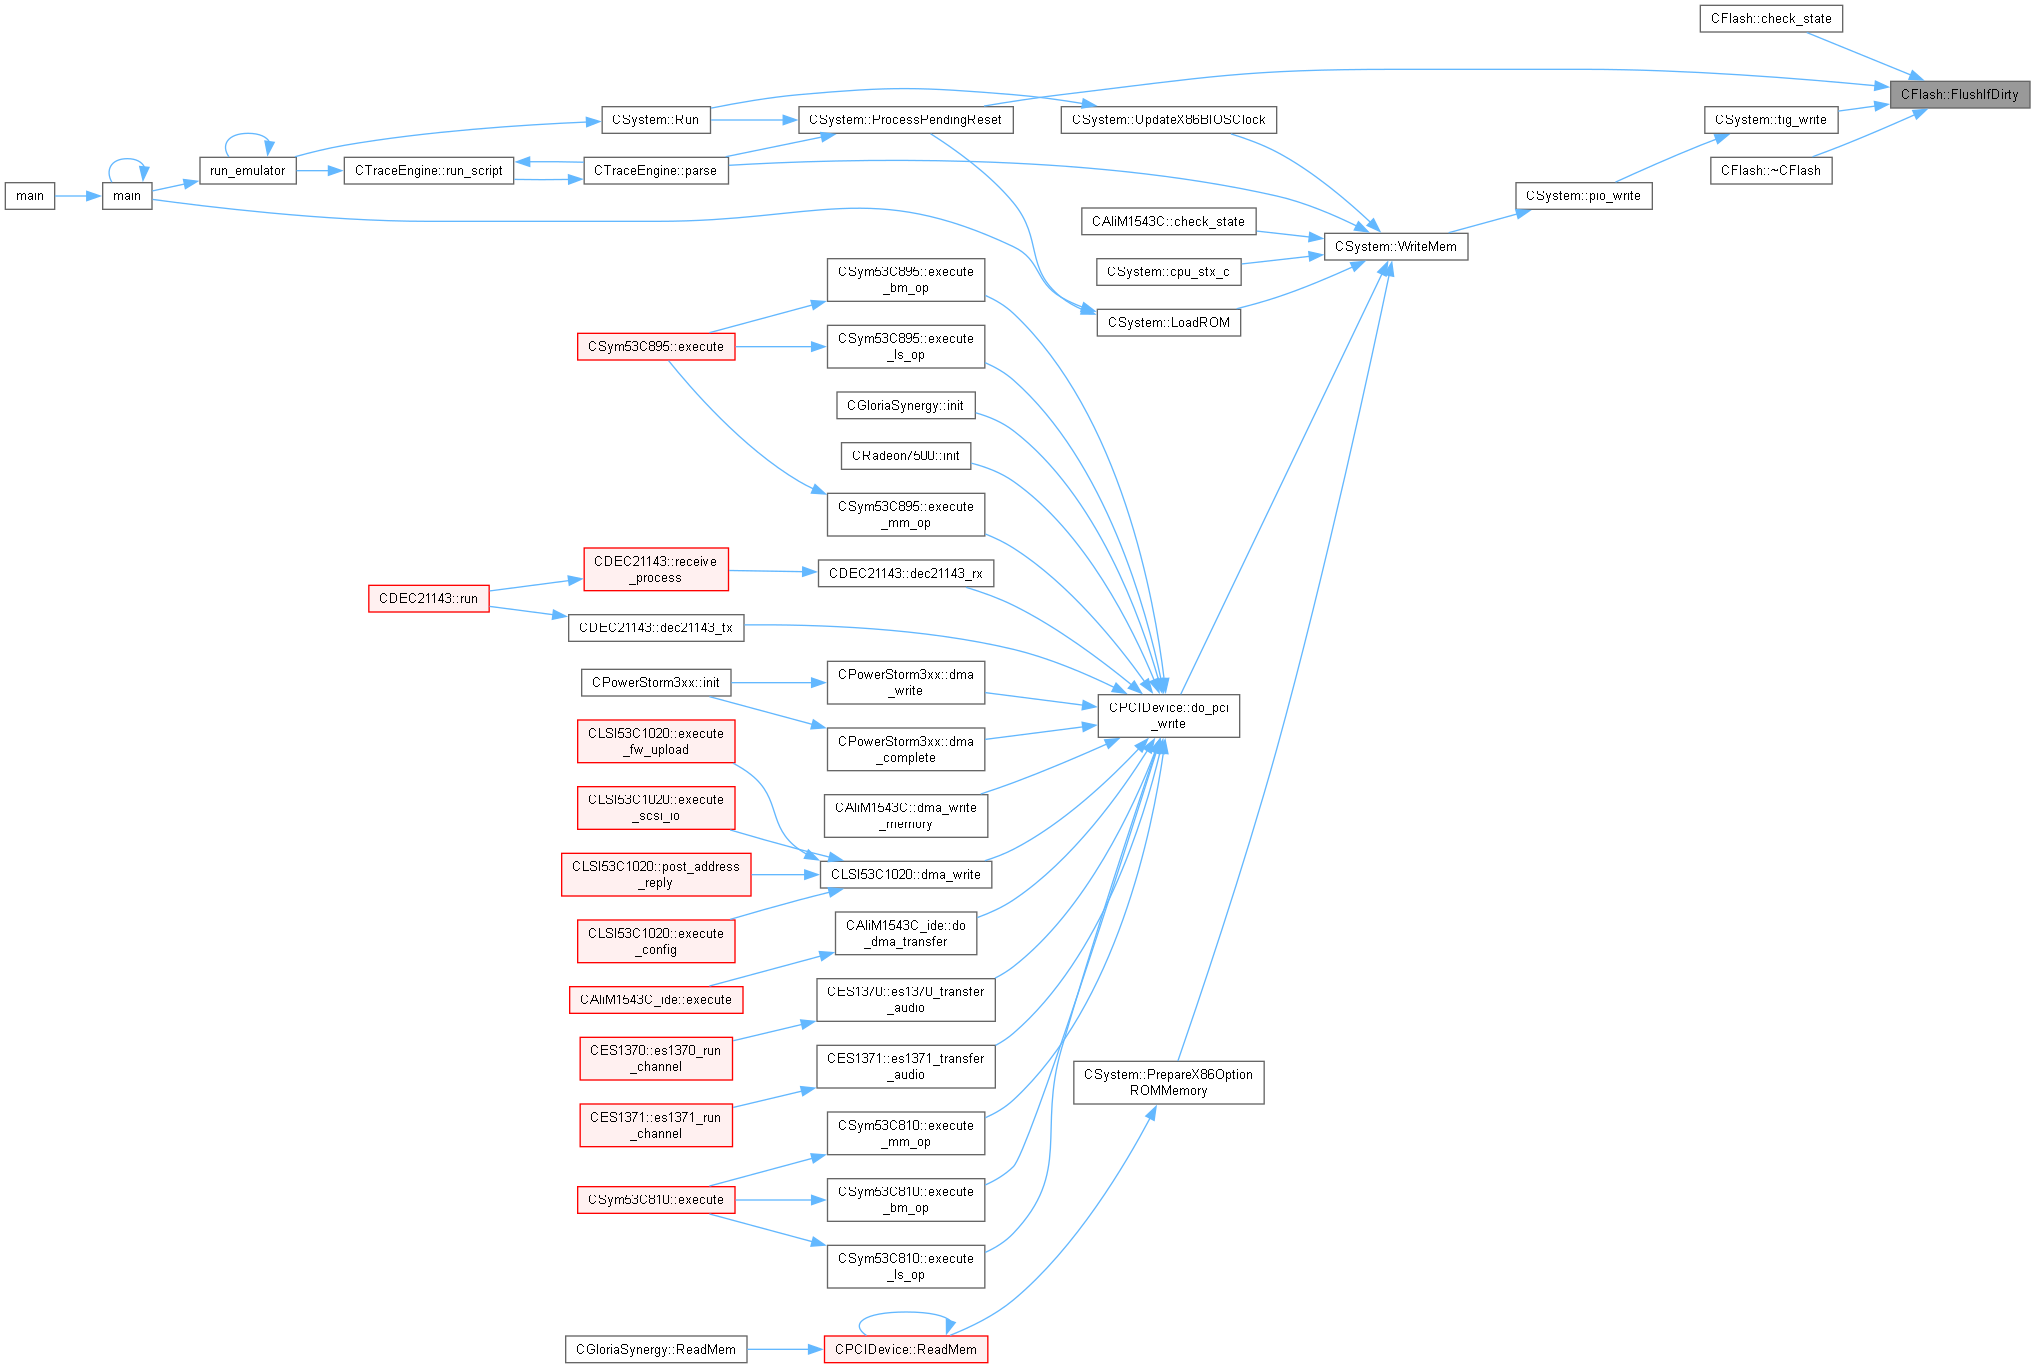 CFlash::check_state
CFlash::FlushIfDirty
CSystem::Run
CSystem::ProcessPendingReset
CSystem::UpdateX86BIOSClock
CSystem::tig_write
run_emulator
CTraceEngine::run_script
CTraceEngine::parse
CFlash::~CFlash
main
main
CSystem::pio_write
CAliM1543C::check_state
CSystem::WriteMem
CSystem::cpu_stx_c
CSym53C895::execute
_bm_op
CSystem::LoadROM
CSym53C895::execute
CSym53C895::execute
_ls_op
CGloriaSynergy::init
CRadeon7500::init
CSym53C895::execute
_mm_op
CDEC21143::receive
_process
CDEC21143::dec21143_rx
CDEC21143::run
CDEC21143::dec21143_tx
CPowerStorm3xx::init
CPowerStorm3xx::dma
_write
CPCIDevice::do_pci
_write
CLSI53C1020::execute
_fw_upload
CPowerStorm3xx::dma
_complete
CLSI53C1020::execute
_scsi_io
CAliM1543C::dma_write
_memory
CLSI53C1020::post_address
_reply
CLSI53C1020::dma_write
CLSI53C1020::execute
_config
CAliM1543C_ide::do
_dma_transfer
CAliM1543C_ide::execute
CES1370::es1370_transfer
_audio
CES1370::es1370_run
_channel
CES1371::es1371_transfer
_audio
CSystem::PrepareX86Option
ROMMemory
CES1371::es1371_run
_channel
CSym53C810::execute
_mm_op
CSym53C810::execute
CSym53C810::execute
_bm_op
CSym53C810::execute
_ls_op
CGloriaSynergy::ReadMem
CPCIDevice::ReadMem